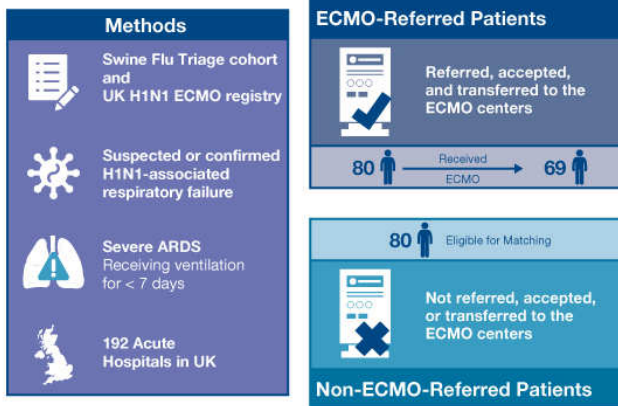 Methods
Swine Flu Triage cohort
and
UK H1N1 ECMO registry
Suspected or confirmed
H1N1-associated
respiratory failure
Severe ARDS
Receiving ventilation
for < 7 days
192 Acute
Hospitals in UK
ECMO-Referred Patients
Referred, accepted,
and transferred to the
ECMO centers
80 Received 69
ECMO
80 Eligible for Matching
Not referred, accepted,
or transferred to the
ECMO centers
Non-ECMO-Referred Patients